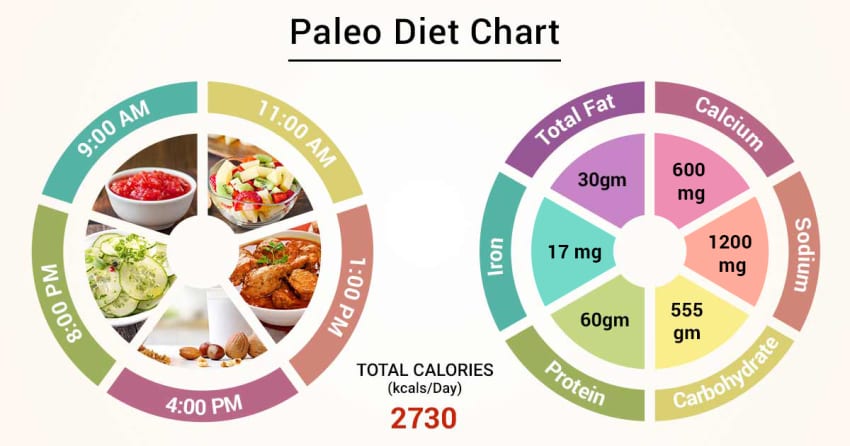 Paleo Diet Chart
9:00 AM
11:00 AM
1:00 PM
4:00 PM
8:00 PM
TOTAL CALORIES
(kcals/Day)
2730
Total Fat
30gm
Calcium
600
mg
Sodium
1200
mg
Carbohydrate
555
gm
Protein
60gm
Iron
17 mg